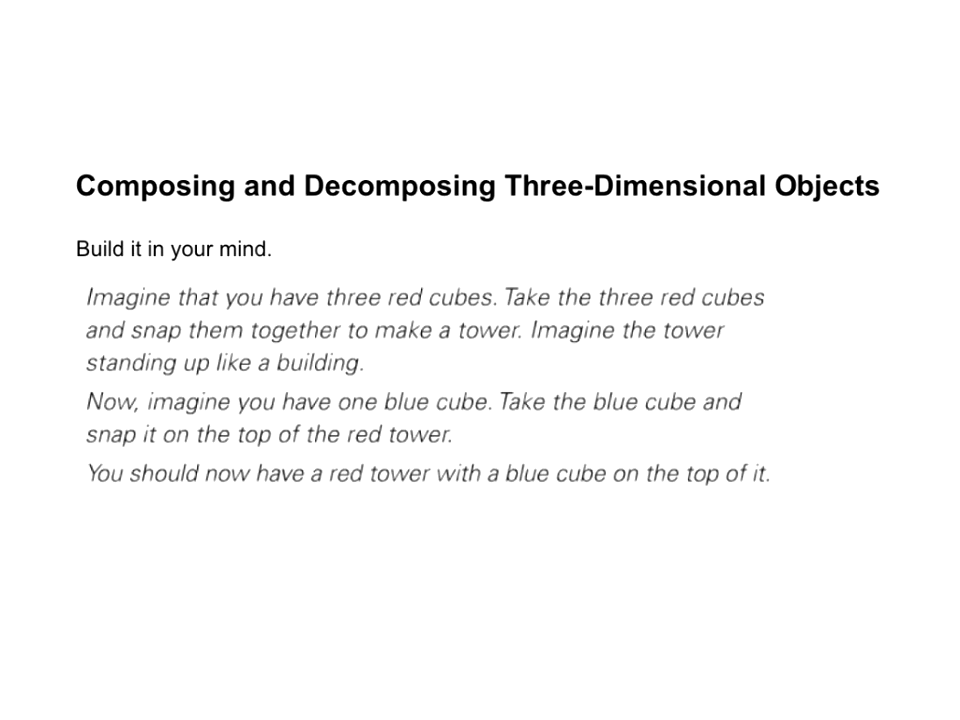 Composing and Decomposing Three-Dimensional Objects
Build it in your mind.
Imagine that you have three red cubes. Take the three red cubes
and snap them together to make a tower. Imagine the tower
standing up like a building.
Now, imagine you have one blue cube. Take the blue cube and
snap it on the top of the red tower.
You should now have a red tower with a blue cube on the top of it.